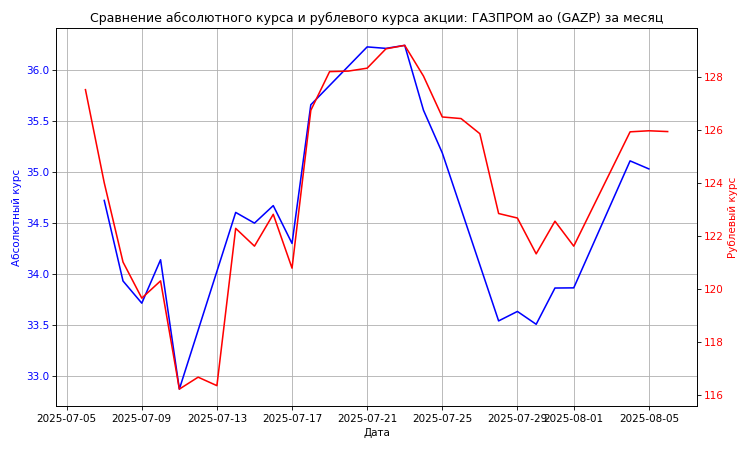 Сравнение абсолютного курса и рублевого курса акции: ГАЗПРОМ ао (GAZP) за месяц
36.0
35.5
35.0
34.5
34.0
33.5
33.0
Абсолютный курс
128
126
124
122
120
118
116
Рублевый курс
2025-07-05 2025-07-09 2025-07-13 2025-07-17 2025-07-21 2025-07-25 2025-07-29 2025-08-01 2025-08-05
Дата